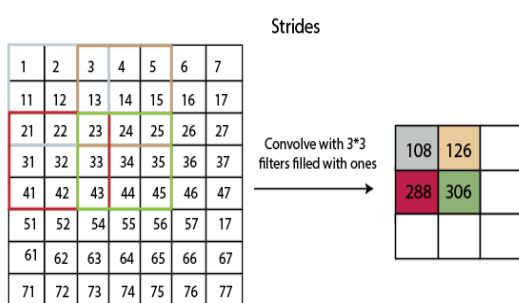 Strides
1 2 3 4 5 6 7
11 12 13 14 15 16 17
21 22 23 24 25 26 27
31 32 33 34 35 36 37
41 42 43 44 45 46 47
51 52 54 55 56 57 17
61 62 63 64 65 66 67
71 72 73 74 75 76 77
Convolve with 3*3
filters filled with ones
108 126
288 306